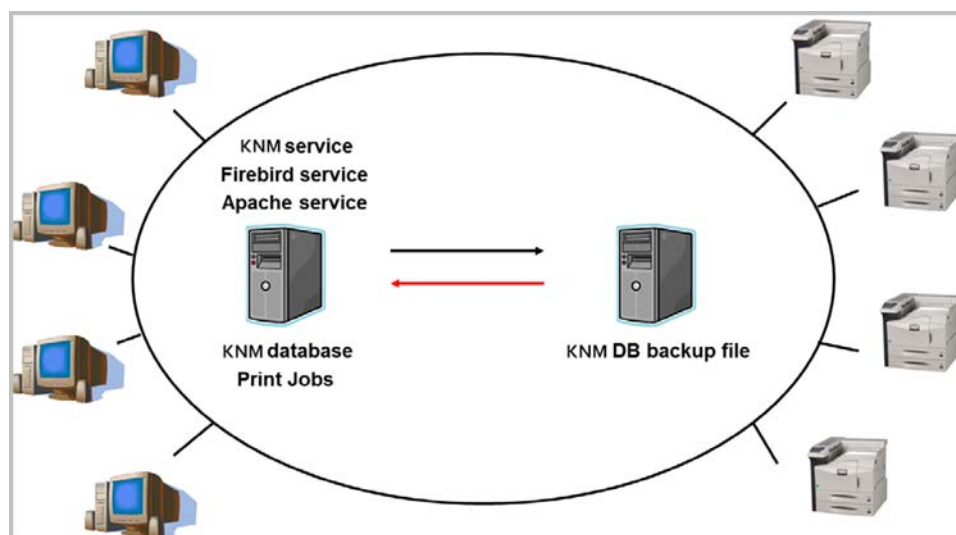 KNM service
Firebird service
Apache service
KNM database
Print Jobs
KNM DB backup file